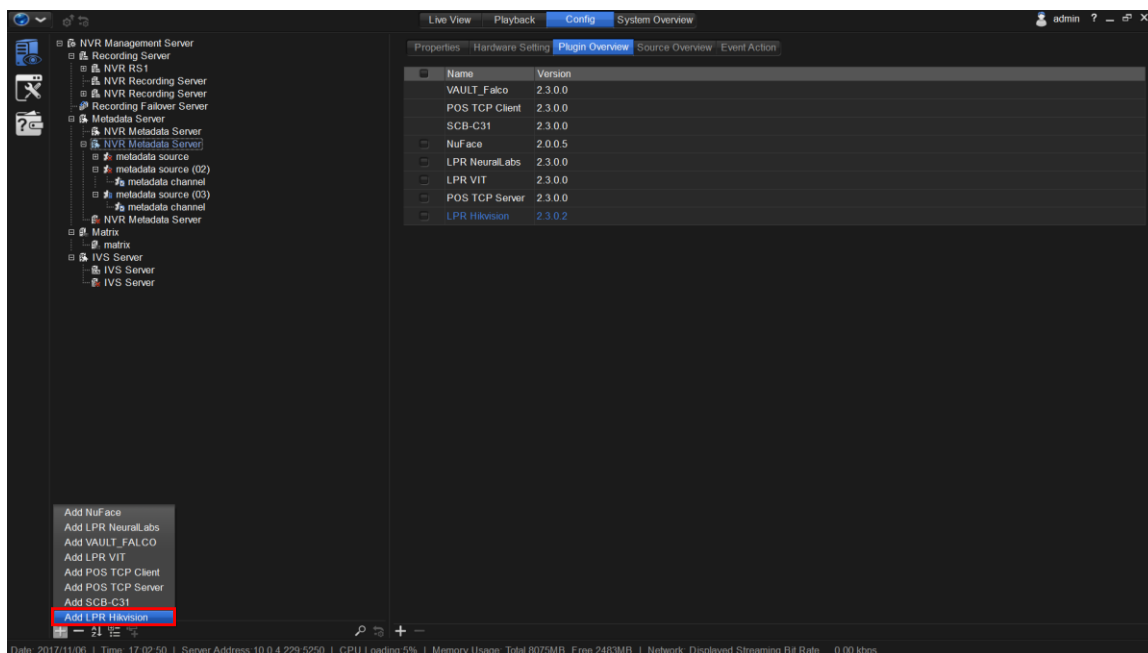 Live View Playback Config System Overview admin ? – X
NVR Management Server
Recording Server
NVR RS1
NVR Recording Server
NVR Recording Server
Recording Failover Server
Metadata Server
NVR Metadata Server
NVR Metadata Server
metadata source
metadata source (02)
metadata channel
metadata source (03)
metadata channel
NVR Metadata Server
Matrix
matrix
IVS Server
IVS Server
IVS Server
Properties Hardware Setting Plugin Overview Source Overview Event Action
Name Version
VAULT_Falco 2.3.0.0
POS TCP Client 2.3.0.0
SCB-C31 2.3.0.0
NuFace 2.0.0.5
LPR NeuralLabs 2.3.0.0
LPR VIT 2.3.0.0
POS TCP Server 2.3.0.0
LPR Hikvision 2.3.0.2
Add NuFace
Add LPR NeuralLabs
Add VAULT_FALCO
Add LPR VIT
Add POS TCP Client
Add POS TCP Server
Add SCB-C31
Add LPR Hikvision
Date: 2017/11/06 | Time: 17:02:50 | Server Address:10.0.4.229:5250 | CPU Loading:5% | Memory Usage: Total 8075MB, Free 2483MB | Network: Displayed Streaming Bit Rate 0.00 kbps